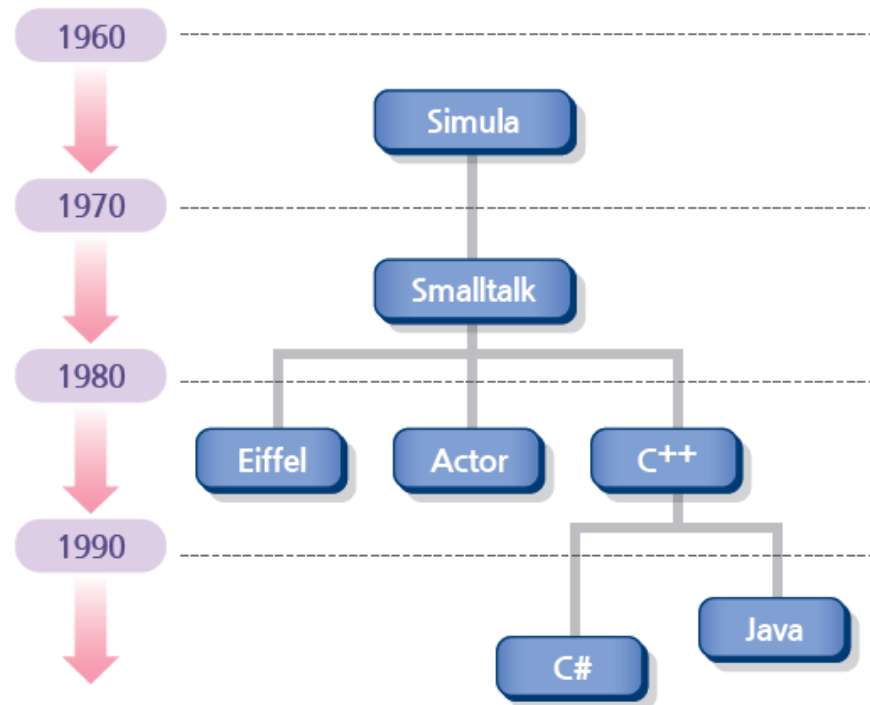 1960
Simula
1970
Smalltalk
1980
Eiffel Actor C++
1990
Java
C#